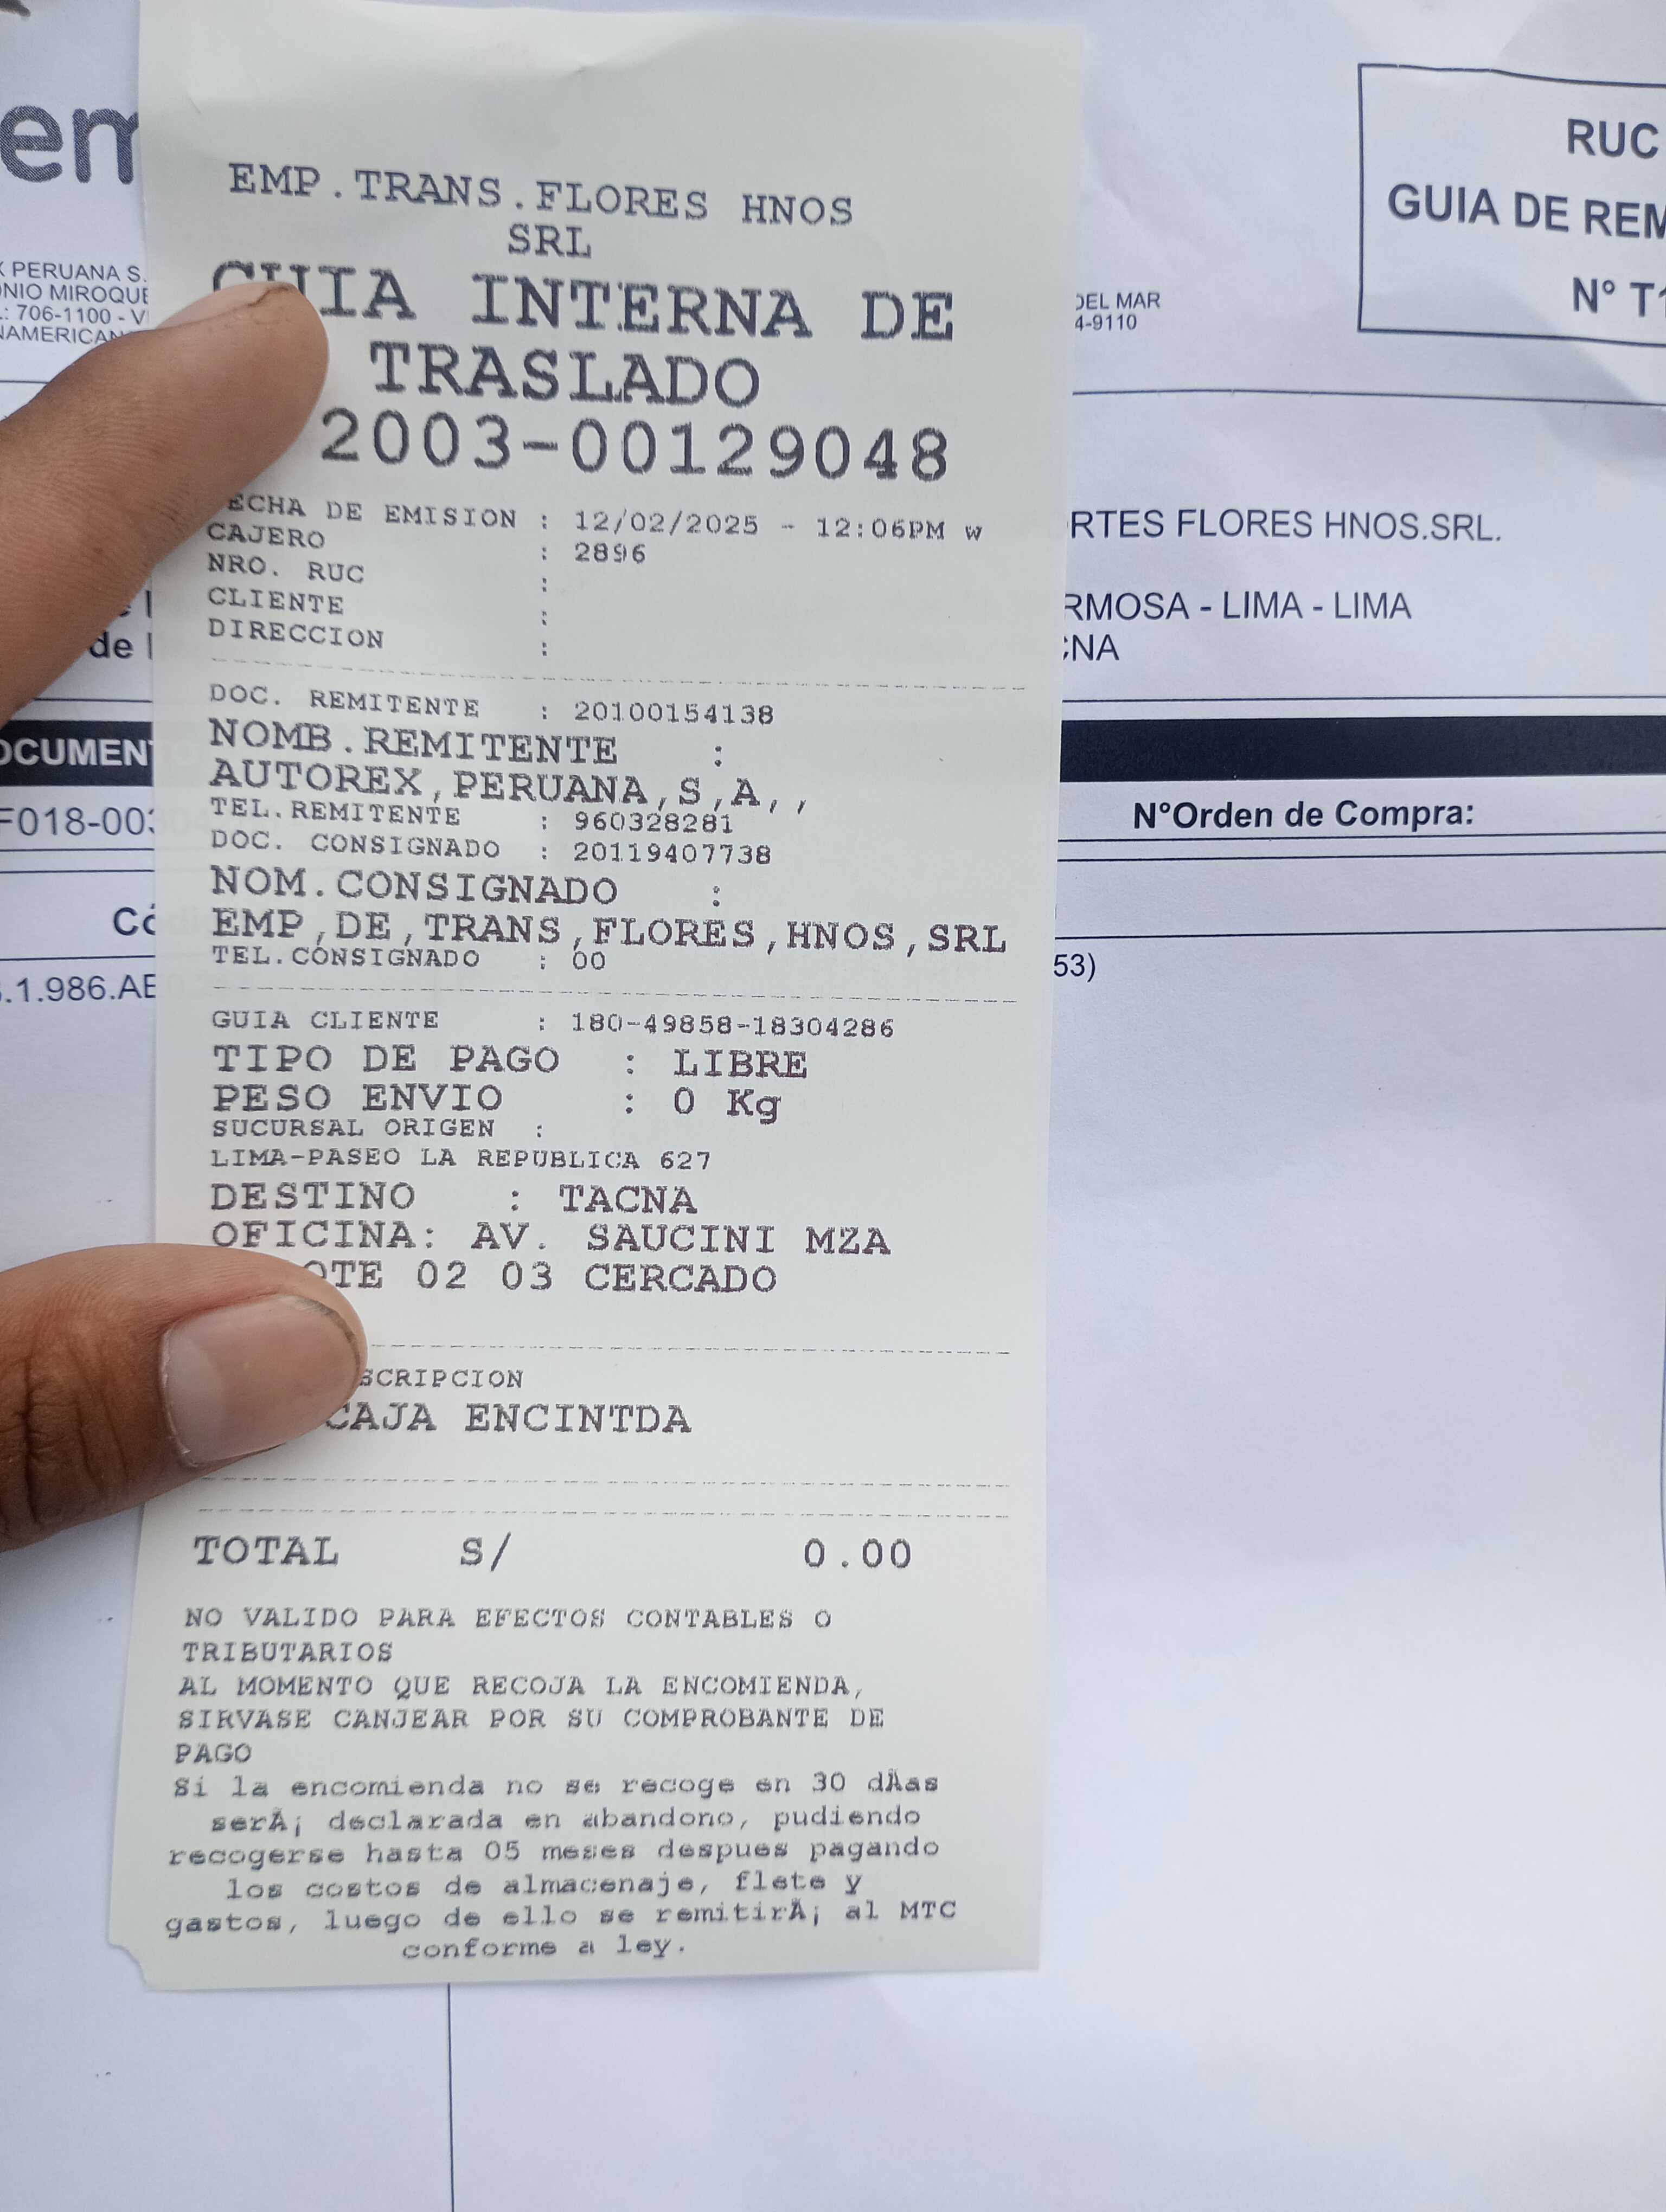 EMP.TRANS.FLORES HNOS
SRL
GUIA INTERNA DE
TRASLADO
2003-00129048
FECHA DE EMISION : 12/02/2025 - 12:06PM w
CAJERO : 2896
NRO. RUC :
CLIENTE :
DIRECCION :
DOC. REMITENTE : 20100154138
NOMB.REMITENTE :
AUTOREX,PERUANA,S,A,,
TEL.REMITENTE : 960328281
DOC. CONSIGNADO : 20119407738
NOM.CONSIGNADO :
EMP,DE,TRANS,FLORES,HNOS,SRL
TEL.CONSIGNADO : 00
GUIA CLIENTE : 180-49858-18304286
TIPO DE PAGO : LIBRE
PESO ENVIO : 0 Kg
SUCURSAL ORIGEN :
LIMA-PASEO LA REPUBLICA 627
DESTINO : TACNA
OFICINA: AV. SAUCINI MZA
OTE 02 03 CERCADO
SCRIPCION
CAJA ENCINTDA
TOTAL S/ 0.00
NO VALIDO PARA EFECTOS CONTABLES O
TRIBUTARIOS
AL MOMENTO QUE RECOJA LA ENCOMIENDA,
SIRVASE CANJEAR POR SU COMPROBANTE DE
PAGO
Si la encomienda no se recoge en 30 dÃas
serÃ¡ declarada en abandono, pudiendo
recogerse hasta 05 meses despues pagando
los costos de almacenaje, flete y
gastos, luego de ello se remitirÃ¡ al MTC
conforme a ley.
em
X PERUANA S.
NIO MIROQUE
.: 706-1100 - V
NAMERICAN
de
OCUMENT
F018-003
Có
.1.986.AE
RUC
GUIA DE REM
N° T1
DEL MAR
4-9110
RTES FLORES HNOS.SRL.
RMOSA - LIMA - LIMA
CNA
N°Orden de Compra:
53)